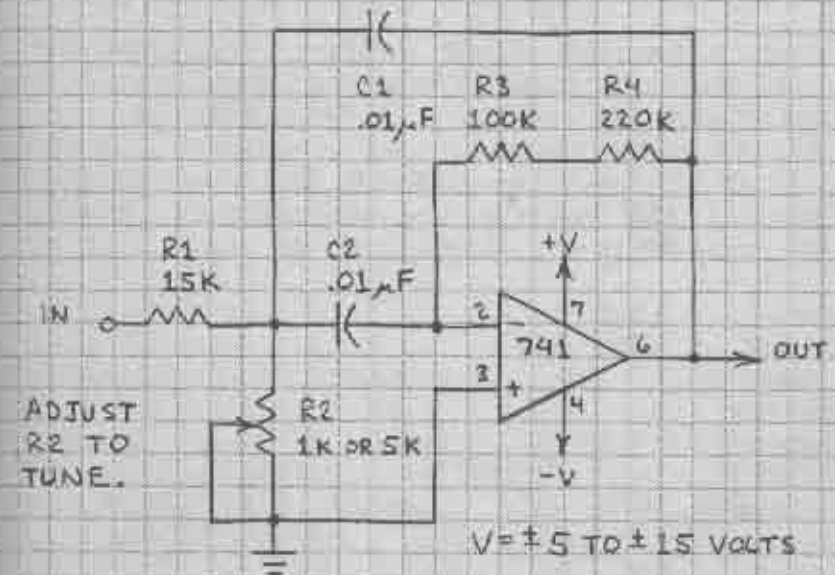 C1
.01µF
R3
100K
R4
220K
R1
15K
C2
.01µF
+V
IN
2
-
7
741
6
OUT
3
+
4
-V
ADJUST
R2 TO
TUNE.
R2
1K OR 5K
V=±5 TO ±15 VOLTS